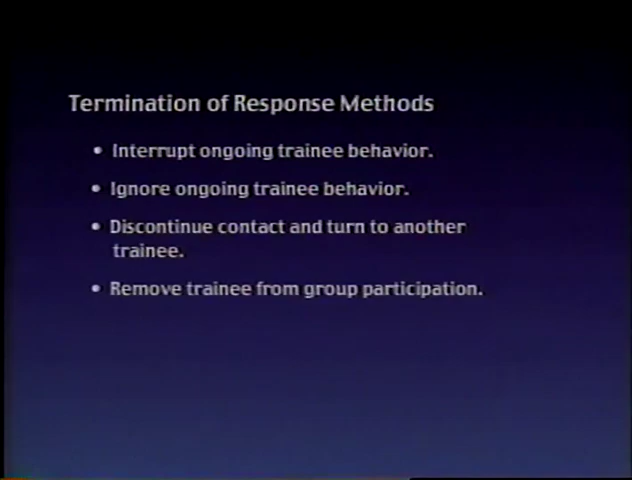 Termination of Response Methods
• Interrupt ongoing trainee behavior.
• Ignore ongoing trainee behavior.
• Discontinue contact and turn to another
trainee.
• Remove trainee from group participation.